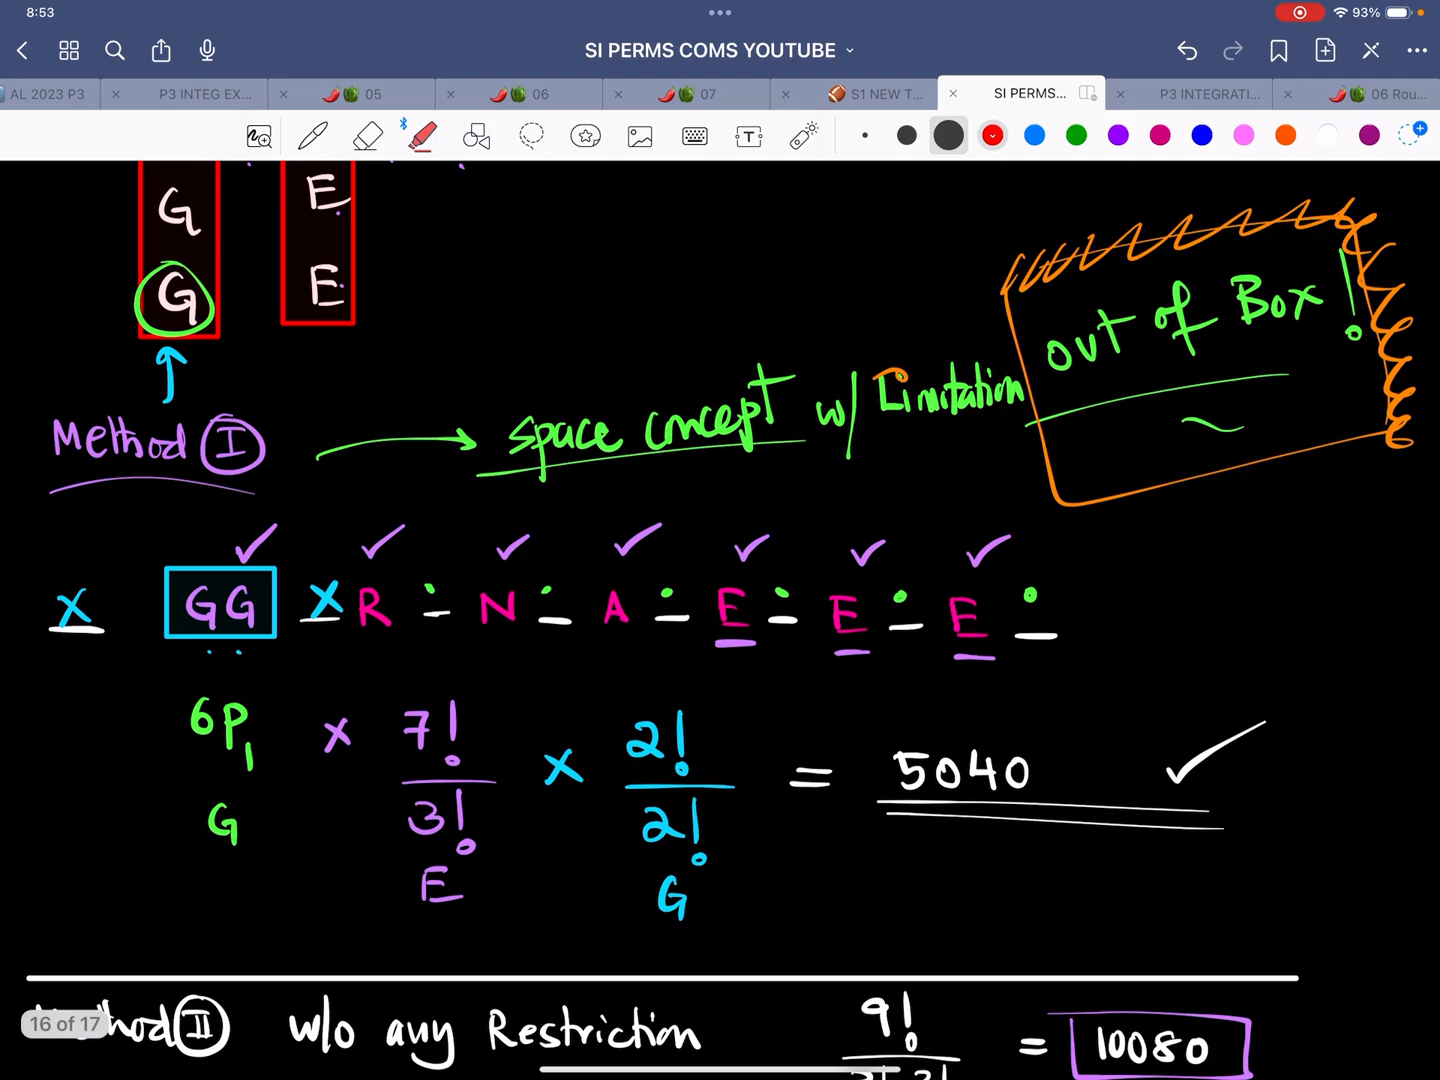 8:53
93%
SI PERMS COMS YOUTUBE
AL 2023 P3
P3 INTEG EX...
05
06
07
S1 NEW T...
SI PERMS...
P3 INTEGRATI...
06 Rou...
G E
G E
out of Box !
Method I → space concept w/ Limitation
X GG X R N A E E E
6P1 × 7! / 3! × 2! / 2! = 5040
G E G
16 of 17
Method II w/o any Restriction 9! = 10080